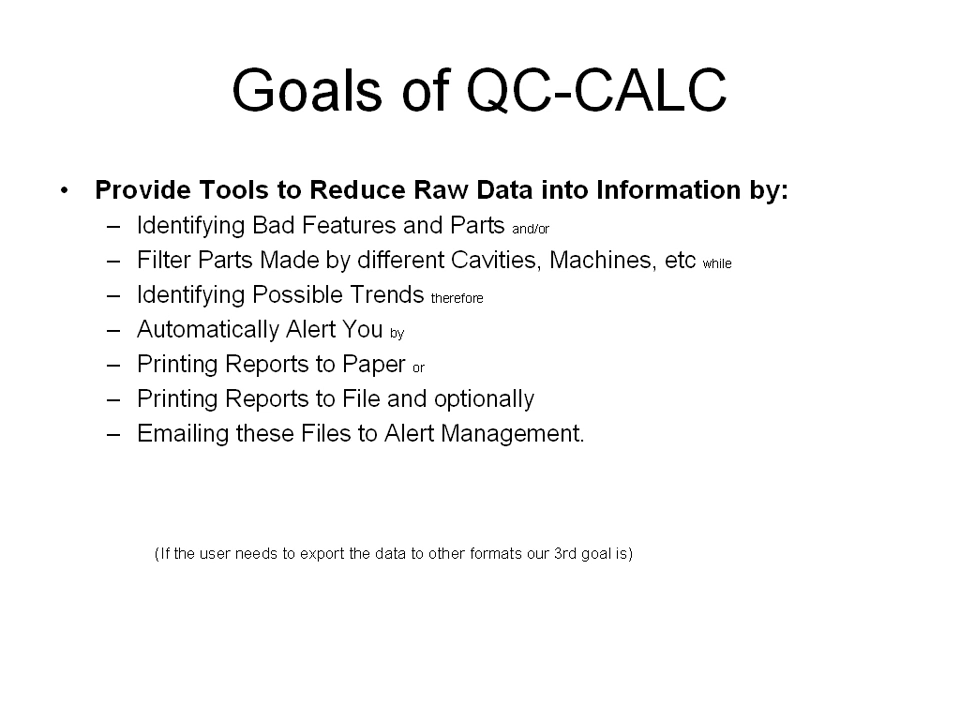 Goals of QC-CALC
• Provide Tools to Reduce Raw Data into Information by:
– Identifying Bad Features and Parts and/or
– Filter Parts Made by different Cavities, Machines, etc while
– Identifying Possible Trends therefore
– Automatically Alert You by
– Printing Reports to Paper or
– Printing Reports to File and optionally
– Emailing these Files to Alert Management.
(If the user needs to export the data to other formats our 3rd goal is)